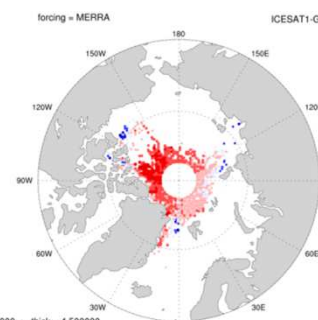 forcing = MERRA
ICESAT1-G
180
150W
150E
120W
120
90W
60W
60E
30W
30E